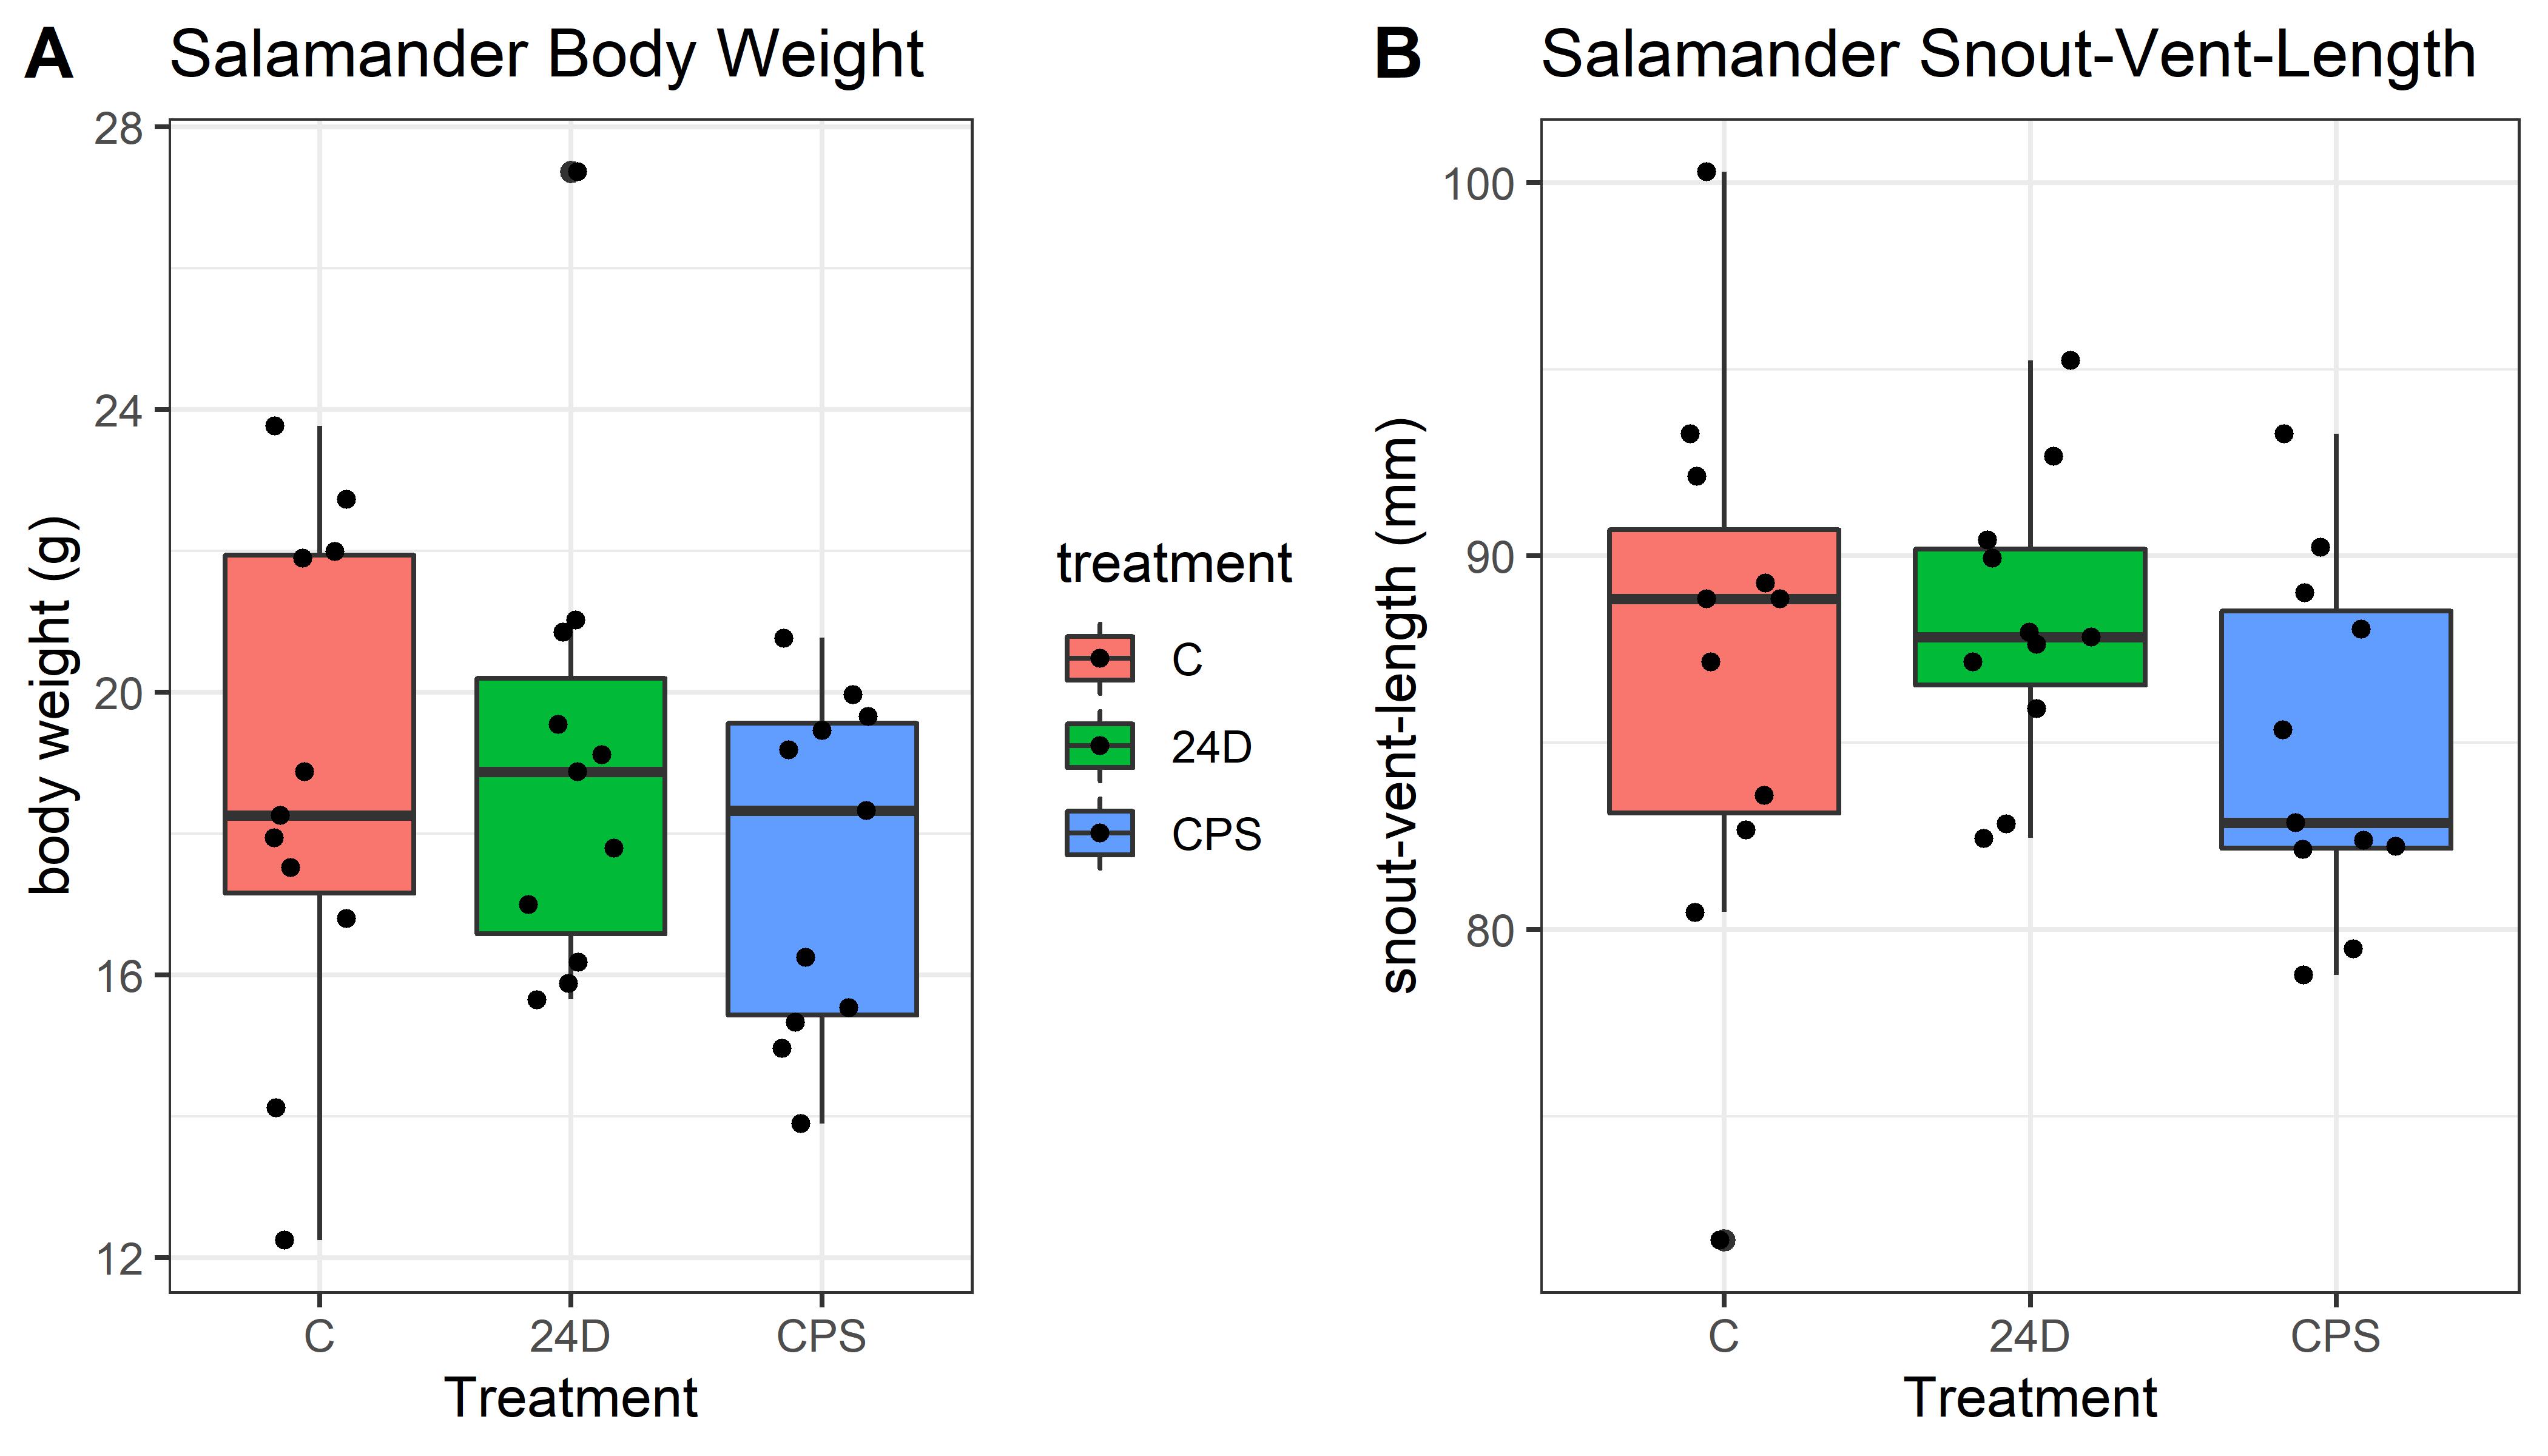 A Salamander Body Weight
28
24
20
16
12
body weight (g)
C 24D CPS
Treatment
treatment
C
24D
CPS
B Salamander Snout-Vent-Length
100
90
80
snout-vent-length (mm)
C 24D CPS
Treatment